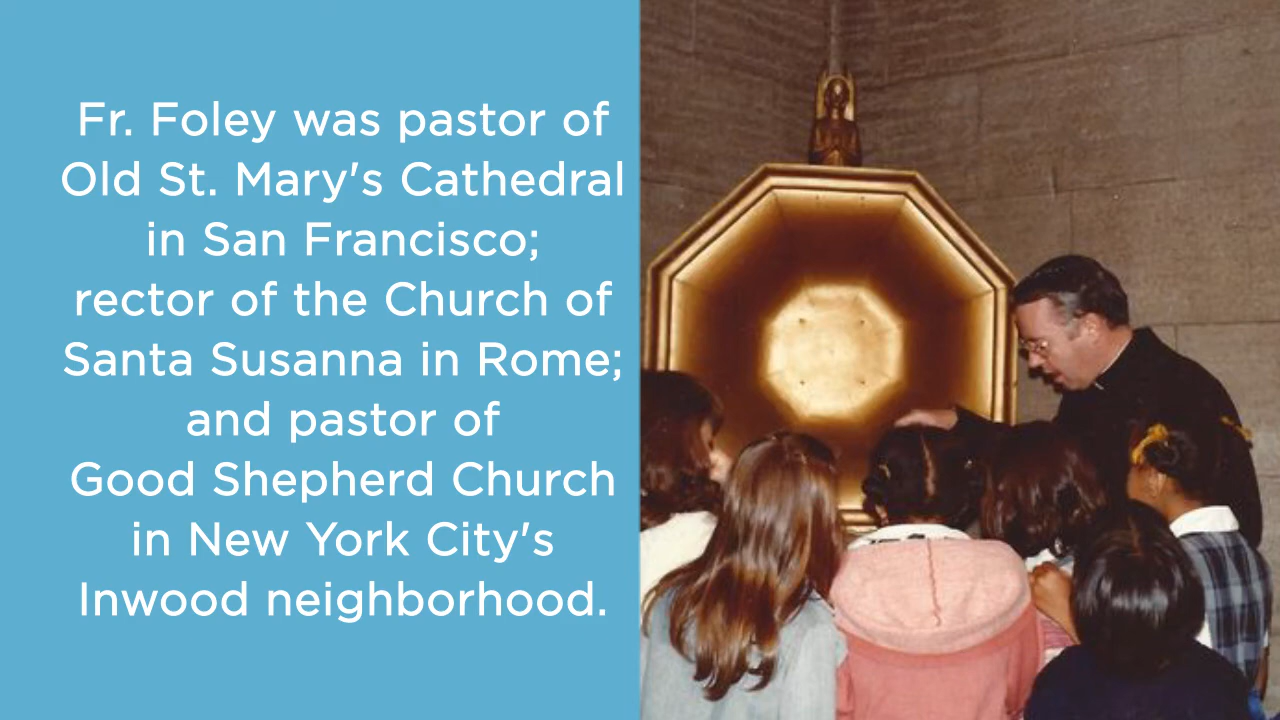 Fr. Foley was pastor of
Old St. Mary's Cathedral
in San Francisco;
rector of the Church of
Santa Susanna in Rome;
and pastor of
Good Shepherd Church
in New York City's
Inwood neighborhood.